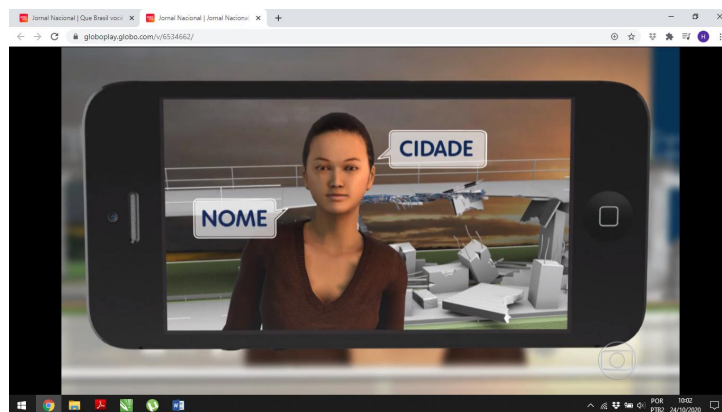 Jornal Nacional | Que Brasil você
Jornal Nacional | Jornal Nacional
globoplay.globo.com/v/6534662/
H
CIDADE
NOME
POR
10:02
PTB2
24/10/2020